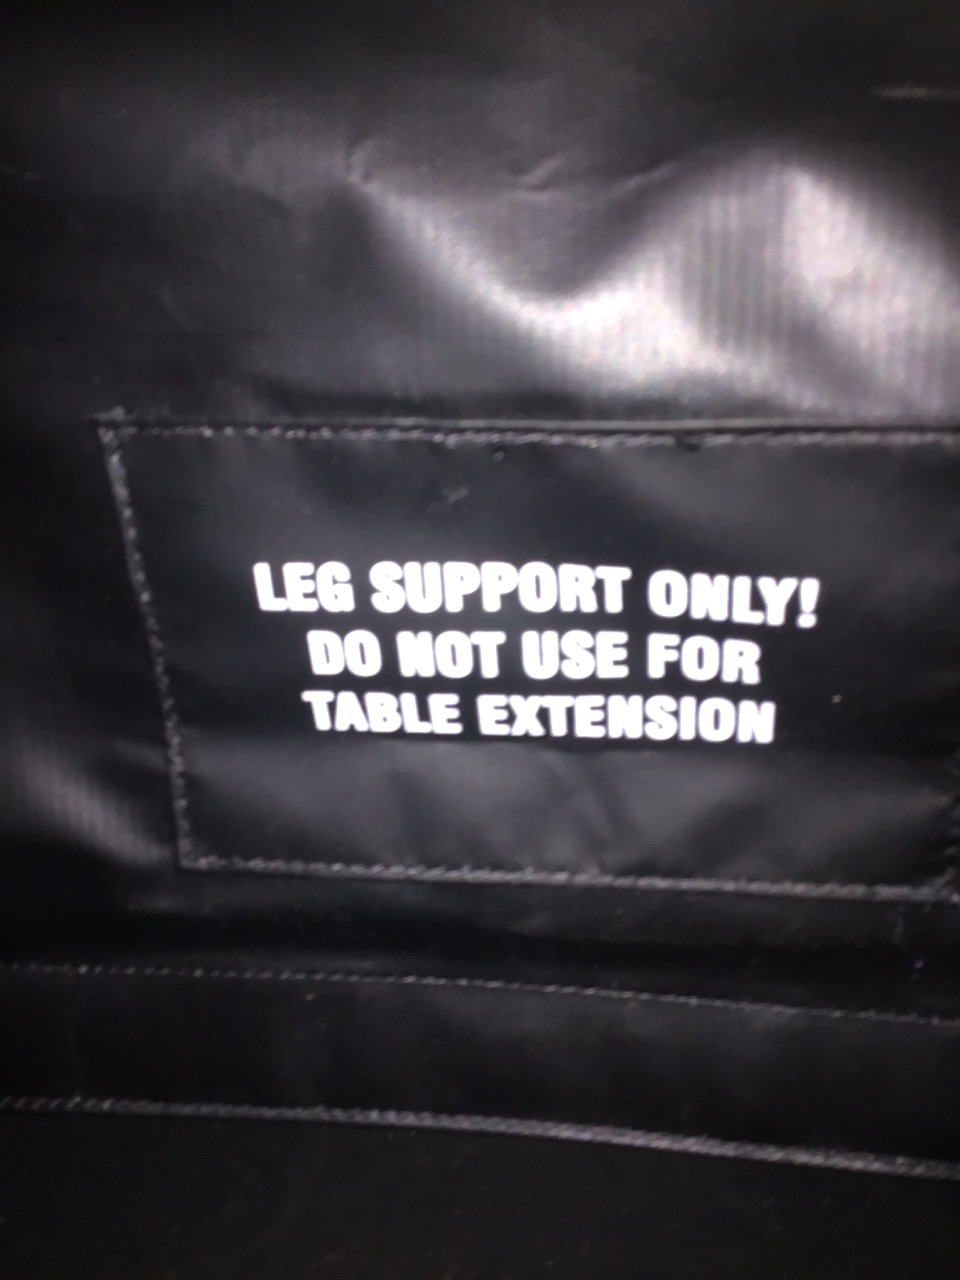 LEG SUPPORT ONLY!
DO NOT USE FOR
TABLE EXTENSION